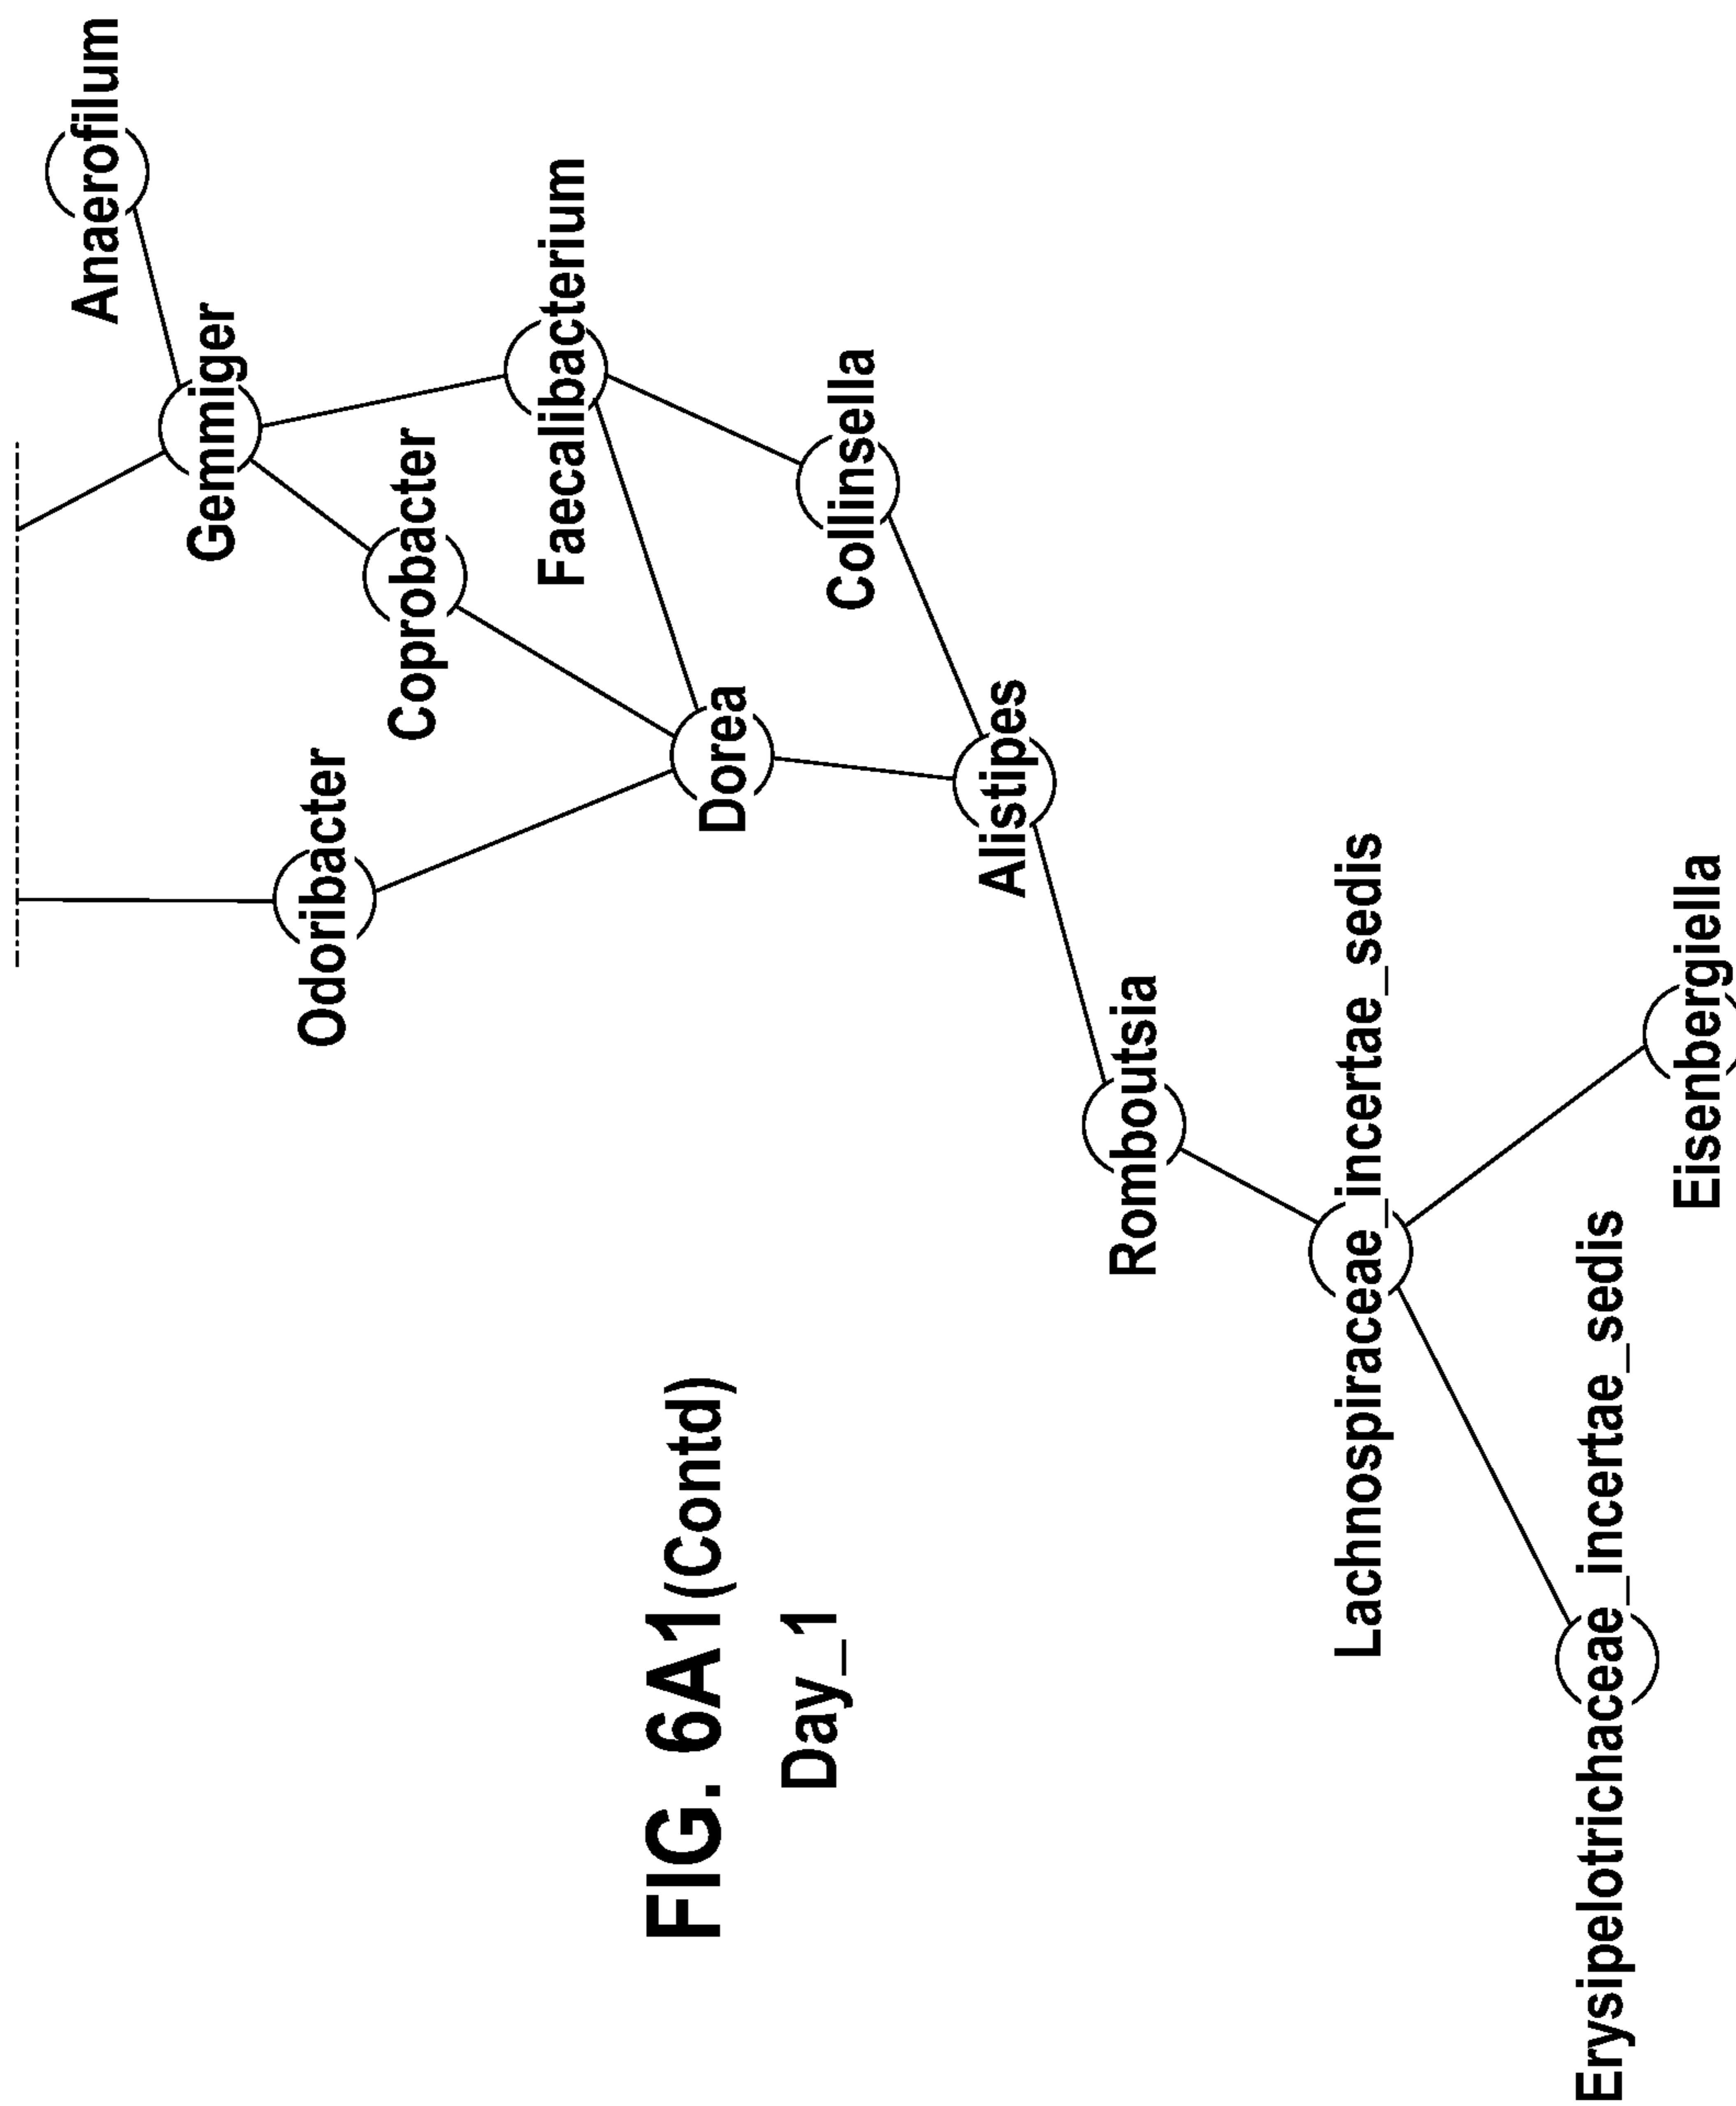 Anaerofilum
Gemmiger
Odoribacter
Coprobacter
Faecalibacterium
Dorea
Collinsella
Alistipes
Romboutsia
Lachnospiraceae_incertae_sedis
Erysipelotrichaceae_incertae_sedis
Eisenbergiella
FIG. 6A1(Contd)
Day_1